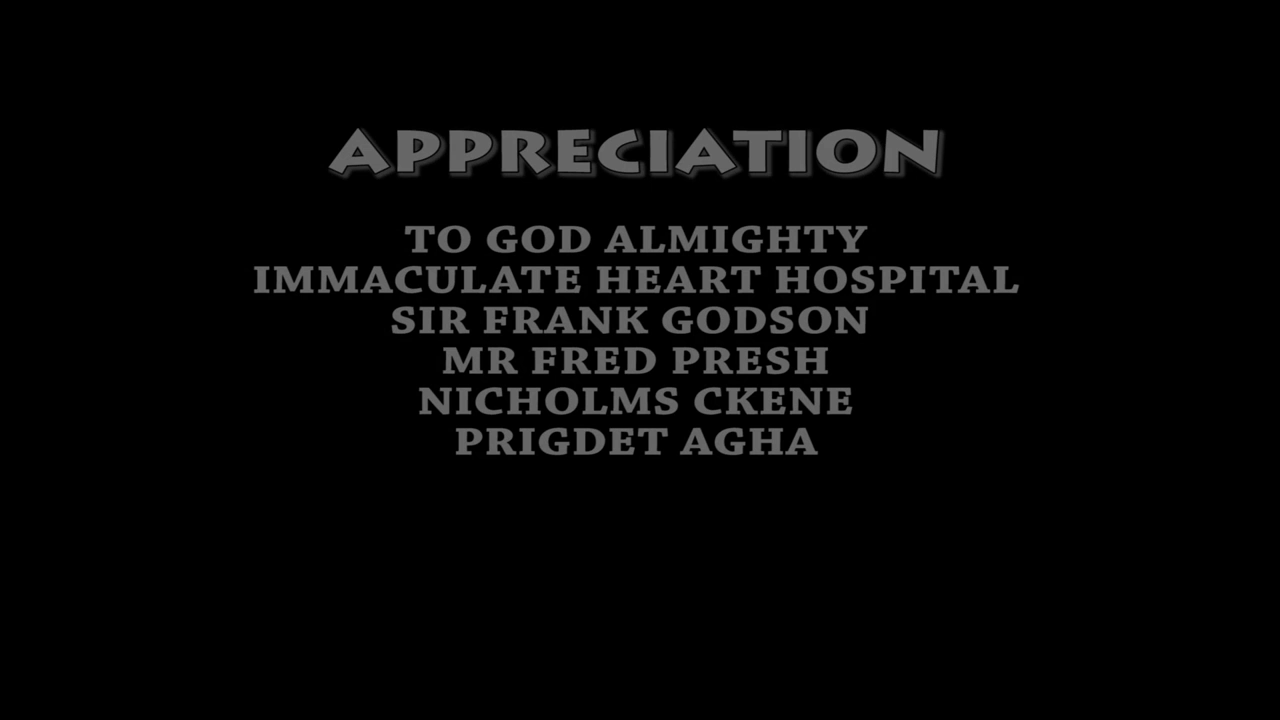 APPRECIATION
TO GOD ALMIGHTY
IMMACULATE HEART HOSPITAL
SIR FRANK GODSON
MR FRED PRESH
NICHOLMS CKENE
PRIGDET AGHA